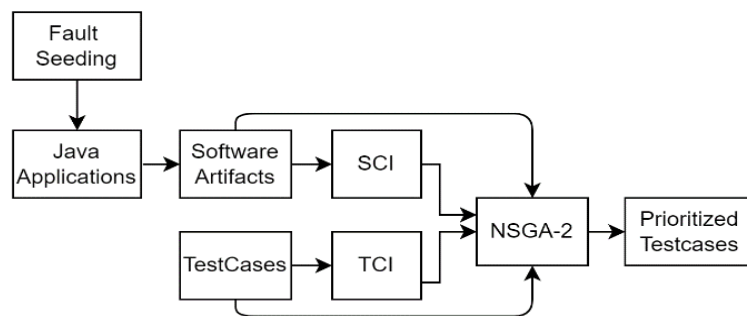 Fault
Seeding
Java
Applications
Software
Artifacts
SCI
NSGA-2
Prioritized
Testcases
TestCases
TCI